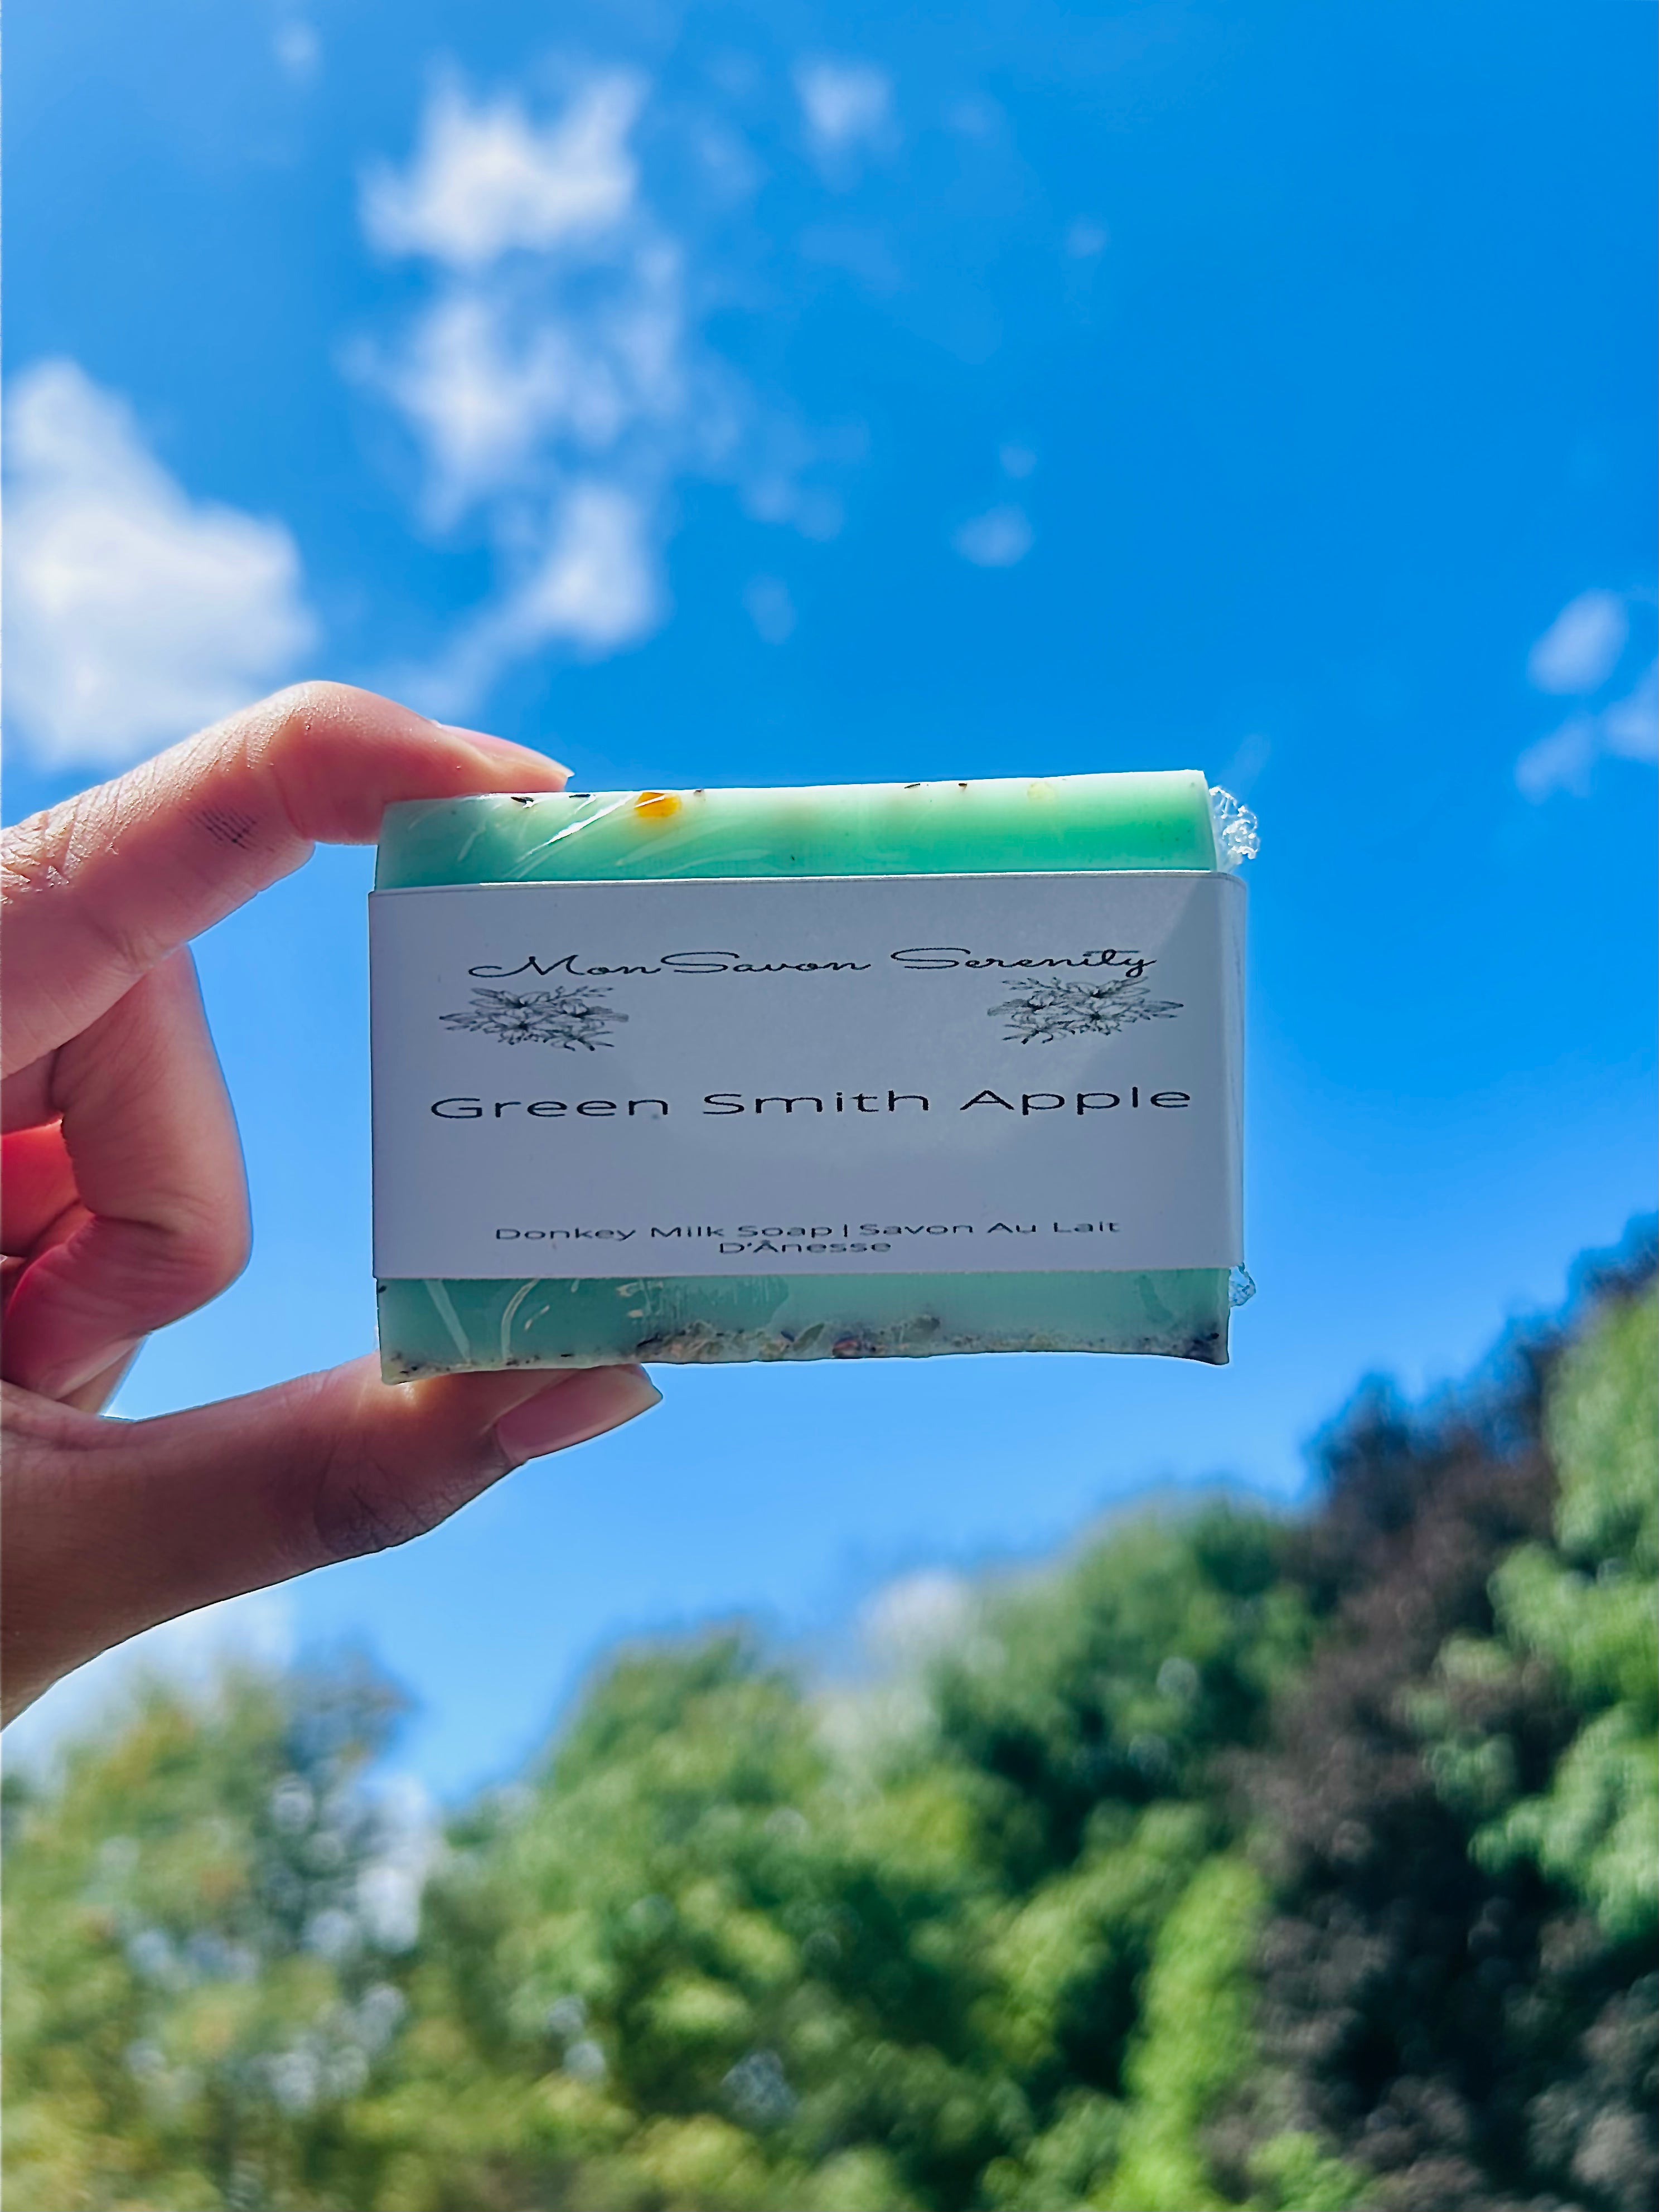 MonSavon Serenity
Green Smith Apple
Donkey Milk Soap | Savon Au Lait
D'Ânesse